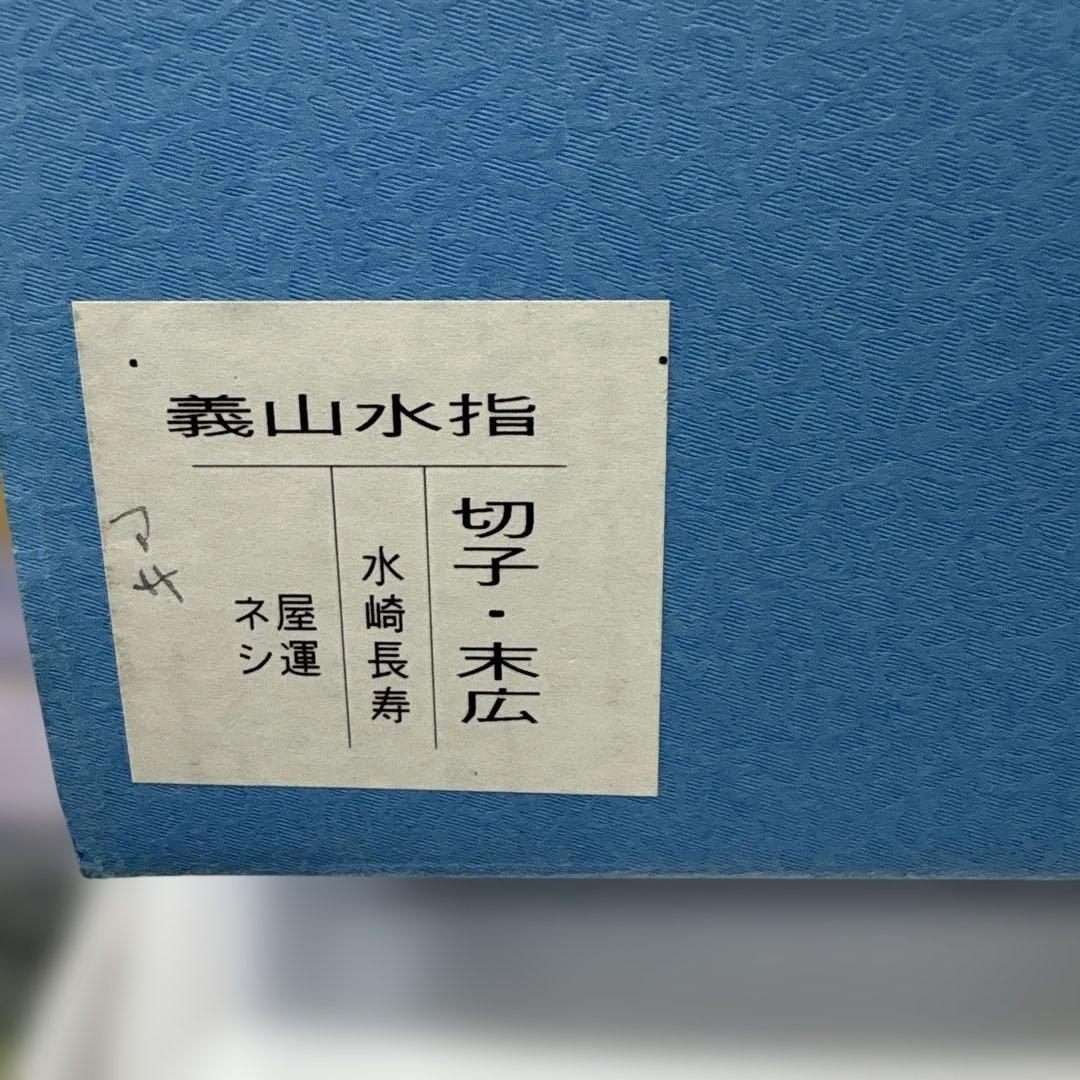 義山水指
切子・末広
水崎長寿
屋運
ネシ